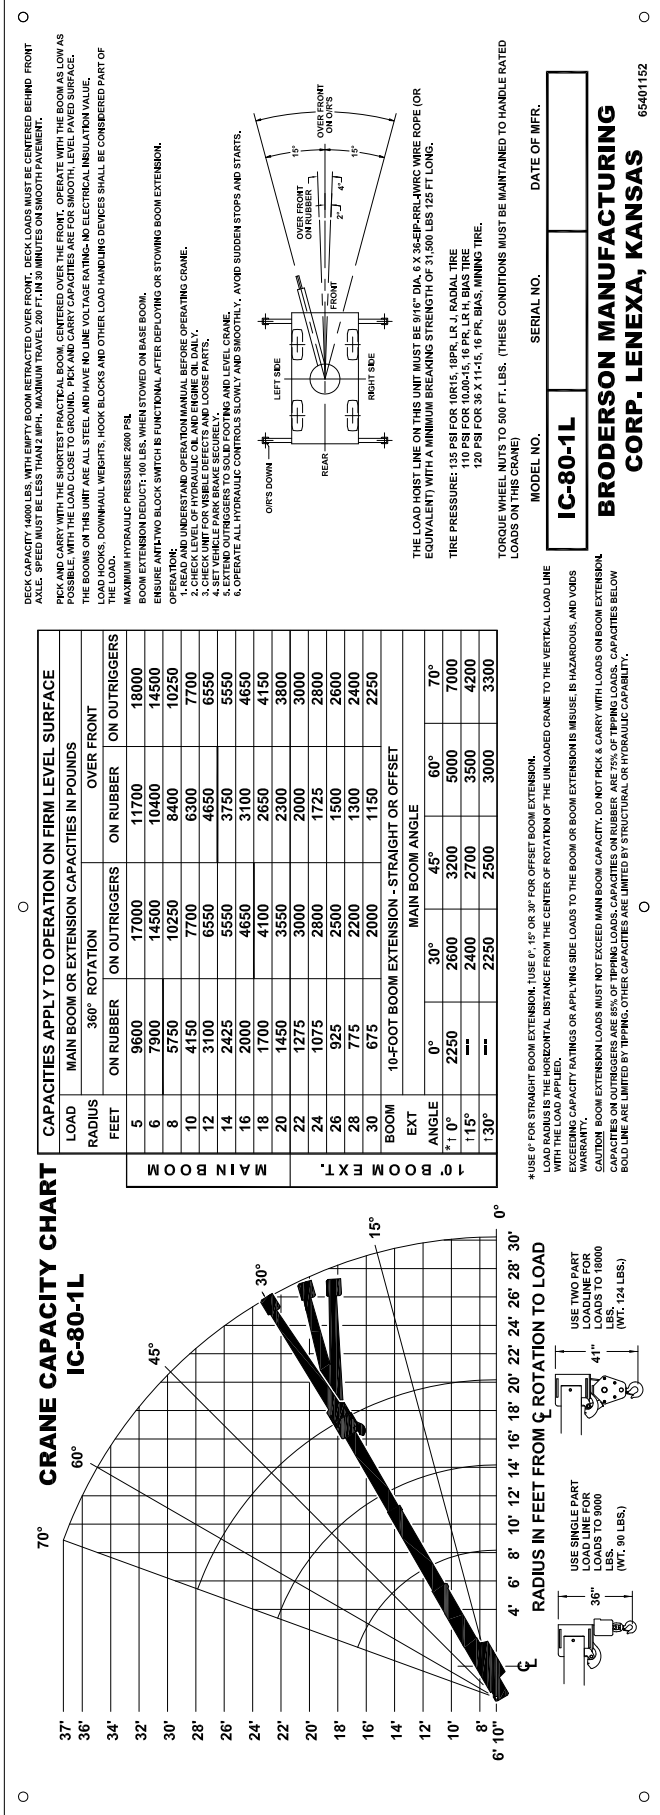 CRANE CAPACITY CHART
IC-80-1L
70°
60°
45°
30°
15°
0°
37'
36'
34'
32'
30'
28'
26'
24'
22'
20'
18'
16'
14'
12'
10'
8'
6' 10"
4' 6' 8' 10' 12' 14' 16' 18' 20' 22' 24' 26' 28' 30'
RADIUS IN FEET FROM ℄ ROTATION TO LOAD
℄
36"
USE SINGLE PART
LOAD LINE FOR
LOADS TO 9000
LBS.
(WT. 90 LBS.)
41"
USE TWO PART
LOADLINE FOR
LOADS TO 18000
LBS.
(WT. 124 LBS.)
CAPACITIES APPLY TO OPERATION ON FIRM LEVEL SURFACE
LOAD MAIN BOOM OR EXTENSION CAPACITIES IN POUNDS
RADIUS 360° ROTATION OVER FRONT
FEET ON RUBBER ON OUTRIGGERS ON RUBBER ON OUTRIGGERS
MAIN BOOM
5 9600 17000 11700 18000
6 7900 14500 10400 14500
8 5750 10250 8400 10250
10 4150 7700 6300 7700
12 3100 6550 4650 6550
14 2425 5550 3750 5550
16 2000 4650 3100 4650
18 1700 4100 2650 4150
20 1450 3550 2300 3800
10' BOOM EXT.
22 1275 3000 2000 3000
24 1075 2800 1725 2800
26 925 2500 1500 2600
28 775 2200 1300 2400
30 675 2000 1150 2250
BOOM 10-FOOT BOOM EXTENSION - STRAIGHT OR OFFSET
EXT MAIN BOOM ANGLE
ANGLE 0° 30° 45° 60° 70°
*† 0° 2250 2600 3200 5000 7000
†15° --- 2400 2700 3500 4200
†30° --- 2250 2500 3000 3300
*USE 0° FOR STRAIGHT BOOM EXTENSION. †USE 0°, 15° OR 30° FOR OFFSET BOOM EXTENSION.
LOAD RADIUS IS THE HORIZONTAL DISTANCE FROM THE CENTER OF ROTATION OF THE UNLOADED CRANE TO THE VERTICAL LOAD LINE
WITH THE LOAD APPLIED.
EXCEEDING CAPACITY RATINGS OR APPLYING SIDE LOADS TO THE BOOM OR BOOM EXTENSION IS MISUSE, IS HAZARDOUS, AND VOIDS
WARRANTY.
CAUTION BOOM EXTENSION LOADS MUST NOT EXCEED MAIN BOOM CAPACITY. DO NOT PICK & CARRY WITH LOADS ON BOOM EXTENSION.
CAPACITIES ON OUTRIGGERS ARE 85% OF TIPPING LOADS. CAPACITIES ON RUBBER ARE 75% OF TIPPING LOADS. CAPACITIES BELOW
BOLD LINE ARE LIMITED BY TIPPING. OTHER CAPACITIES ARE LIMITED BY STRUCTURAL OR HYDRAULIC CAPABILITY.
DECK CAPACITY 14000 LBS. WITH EMPTY BOOM RETRACTED OVER FRONT. DECK LOADS MUST BE CENTERED BEHIND FRONT
AXLE. SPEED MUST BE LESS THAN 2 MPH. MAXIMUM TRAVEL 200 FT. IN 30 MINUTES ON SMOOTH PAVEMENT.
PICK AND CARRY WITH THE SHORTEST PRACTICAL BOOM, CENTERED OVER THE FRONT. OPERATE WITH THE BOOM AS LOW AS
POSSIBLE, WITH THE LOAD CLOSE TO GROUND. PICK AND CARRY CAPACITIES ARE FOR SMOOTH, LEVEL PAVED SURFACE.
THE BOOMS ON THIS UNIT ARE ALL STEEL AND HAVE NO LINE VOLTAGE RATING- NO ELECTRICAL INSULATION VALUE.
LOAD HOOKS, DOWNHAUL WEIGHTS, HOOK BLOCKS AND OTHER LOAD HANDLING DEVICES SHALL BE CONSIDERED PART OF
THE LOAD.
MAXIMUM HYDRAULIC PRESSURE 2600 PSI.
BOOM EXTENSION DEDUCT: 100 LBS. WHEN STOWED ON BASE BOOM.
ENSURE ANTI-TWO BLOCK SWITCH IS FUNCTIONAL AFTER DEPLOYING OR STOWING BOOM EXTENSION.
OPERATION:
1. READ AND UNDERSTAND OPERATION MANUAL BEFORE OPERATING CRANE.
2. CHECK LEVEL OF HYDRAULIC OIL AND ENGINE OIL DAILY.
3. CHECK UNIT FOR VISIBLE DEFECTS AND LOOSE PARTS.
4. SET VEHICLE PARK BRAKE SECURELY.
5. EXTEND OUTRIGGERS TO SOLID FOOTING AND LEVEL CRANE.
6. OPERATE ALL HYDRAULIC CONTROLS SLOWLY AND SMOOTHLY. AVOID SUDDEN STOPS AND STARTS.
O/R'S DOWN
LEFT SIDE
REAR
FRONT
RIGHT SIDE
OVER FRONT
ON RUBBER
2°
4°
15°
15°
OVER FRONT
ON O/R'S
THE LOAD HOIST LINE ON THIS UNIT MUST BE 9/16" DIA, 6 X 36-EIP-RRL-IWRC WIRE ROPE (OR
EQUIVALENT) WITH A MINIMUM BREAKING STRENGTH OF 31,500 LBS 125 FT LONG.
TIRE PRESSURE: 135 PSI FOR 10R15, 18PR, LR J, RADIAL TIRE
110 PSI FOR 10.00-15, 16 PR, LR H, BIAS TIRE
120 PSI FOR 36 X 11-15, 16 PR, BIAS, MINING TIRE.
TORQUE WHEEL NUTS TO 500 FT. LBS. (THESE CONDITIONS MUST BE MAINTAINED TO HANDLE RATED
LOADS ON THIS CRANE)
MODEL NO. SERIAL NO. DATE OF MFR.
IC-80-1L
BRODERSON MANUFACTURING
CORP. LENEXA, KANSAS
65401152